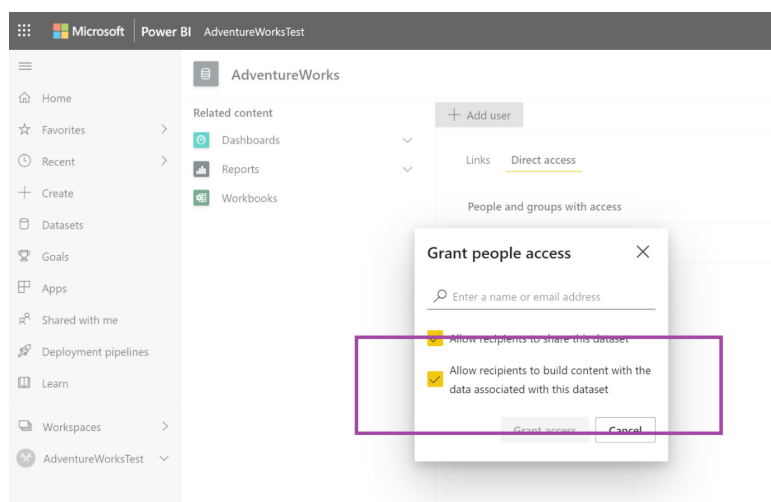 Microsoft Power BI AdventureWorksTest
AdventureWorks
Home
Favorites
Recent
Create
Datasets
Goals
Apps
Shared with me
Deployment pipelines
Learn
Workspaces
AdventureWorksTest
Related content
Dashboards
Reports
Workbooks
Add user
Links Direct access
People and groups with access
Grant people access
Enter a name or email address
Allow recipients to share this dataset
Allow recipients to build content with the
data associated with this dataset
Grant access Cancel